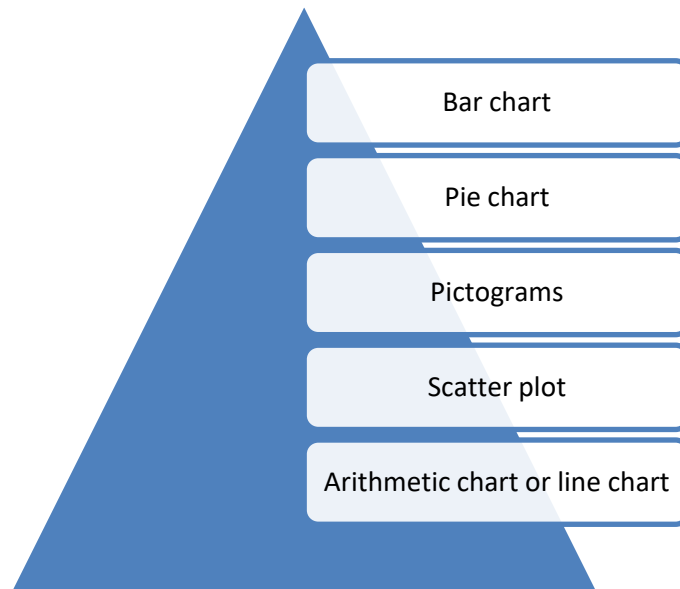 Bar chart
Pie chart
Pictograms
Scatter plot
Arithmetic chart or line chart